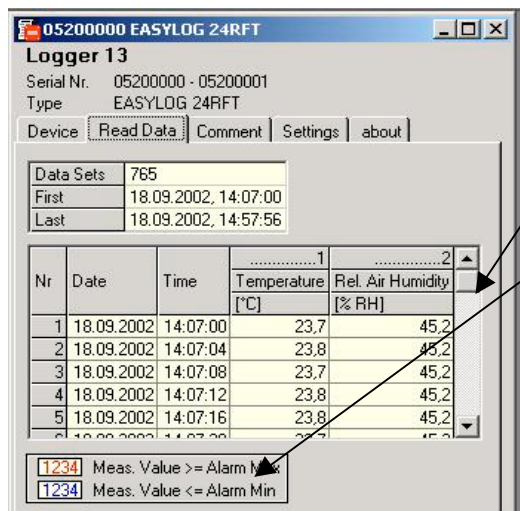 05200000 EASYLOG 24RFT
Logger 13
Serial Nr. 05200000 - 05200001
Type EASYLOG 24RFT
Device Read Data Comment Settings about
Data Sets 765
First 18.09.2002, 14:07:00
Last 18.09.2002, 14:57:56
..............1 ..............2
Nr Date Time Temperature Rel. Air Humidity
[°C] [% RH]
1 18.09.2002 14:07:00 23,7 45,2
2 18.09.2002 14:07:04 23,8 45,2
3 18.09.2002 14:07:08 23,7 45,2
4 18.09.2002 14:07:12 23,8 45,2
5 18.09.2002 14:07:16 23,8 45,2
1234 Meas. Value >= Alarm Max
1234 Meas. Value <= Alarm Min